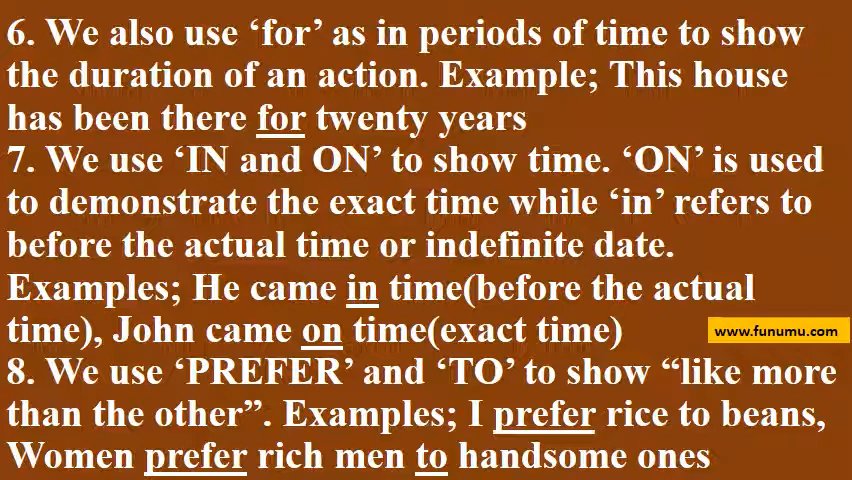 6. We also use ‘for’ as in periods of time to show
the duration of an action. Example; This house
has been there for twenty years
7. We use ‘IN and ON’ to show time. ‘ON’ is used
to demonstrate the exact time while ‘in’ refers to
before the actual time or indefinite date.
Examples; He came in time(before the actual
time), John came on time(exact time)
www.funumu.com
8. We use ‘PREFER’ and ‘TO’ to show “like more
than the other”. Examples; I prefer rice to beans,
Women prefer rich men to handsome ones